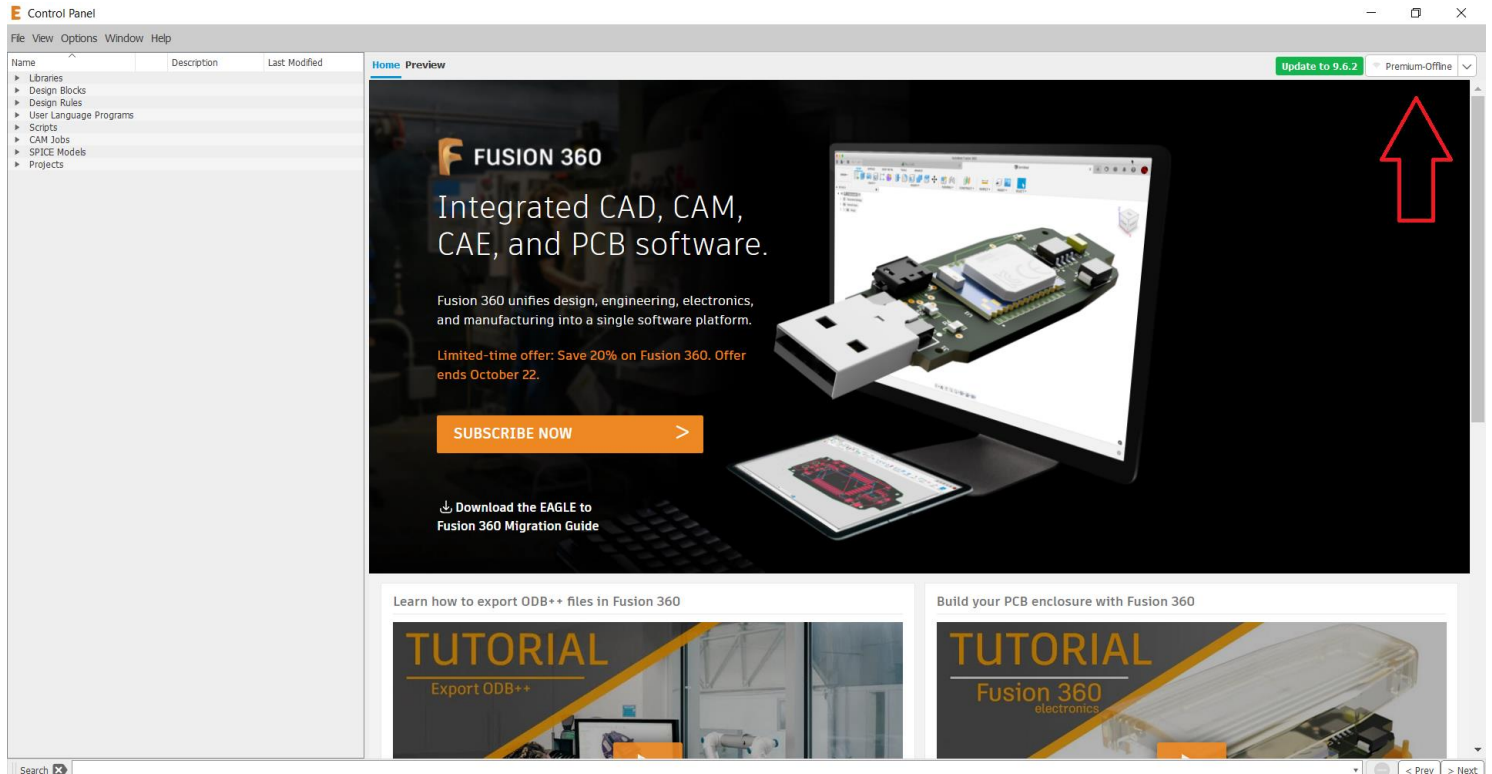 Control Panel
File View Options Window Help
Name Description Last Modified
Libraries
Design Blocks
Design Rules
User Language Programs
Scripts
CAM Jobs
SPICE Models
Projects
Home Preview
Update to 9.6.2 Premium-Offline
FUSION 360
Integrated CAD, CAM,
CAE, and PCB software.
Fusion 360 unifies design, engineering, electronics,
and manufacturing into a single software platform.
Limited-time offer: Save 20% on Fusion 360. Offer
ends October 22.
SUBSCRIBE NOW >
Download the EAGLE to
Fusion 360 Migration Guide
Learn how to export ODB++ files in Fusion 360
TUTORIAL
Export ODB++
Build your PCB enclosure with Fusion 360
TUTORIAL
Fusion 360
electronics
Search
< Prev > Next